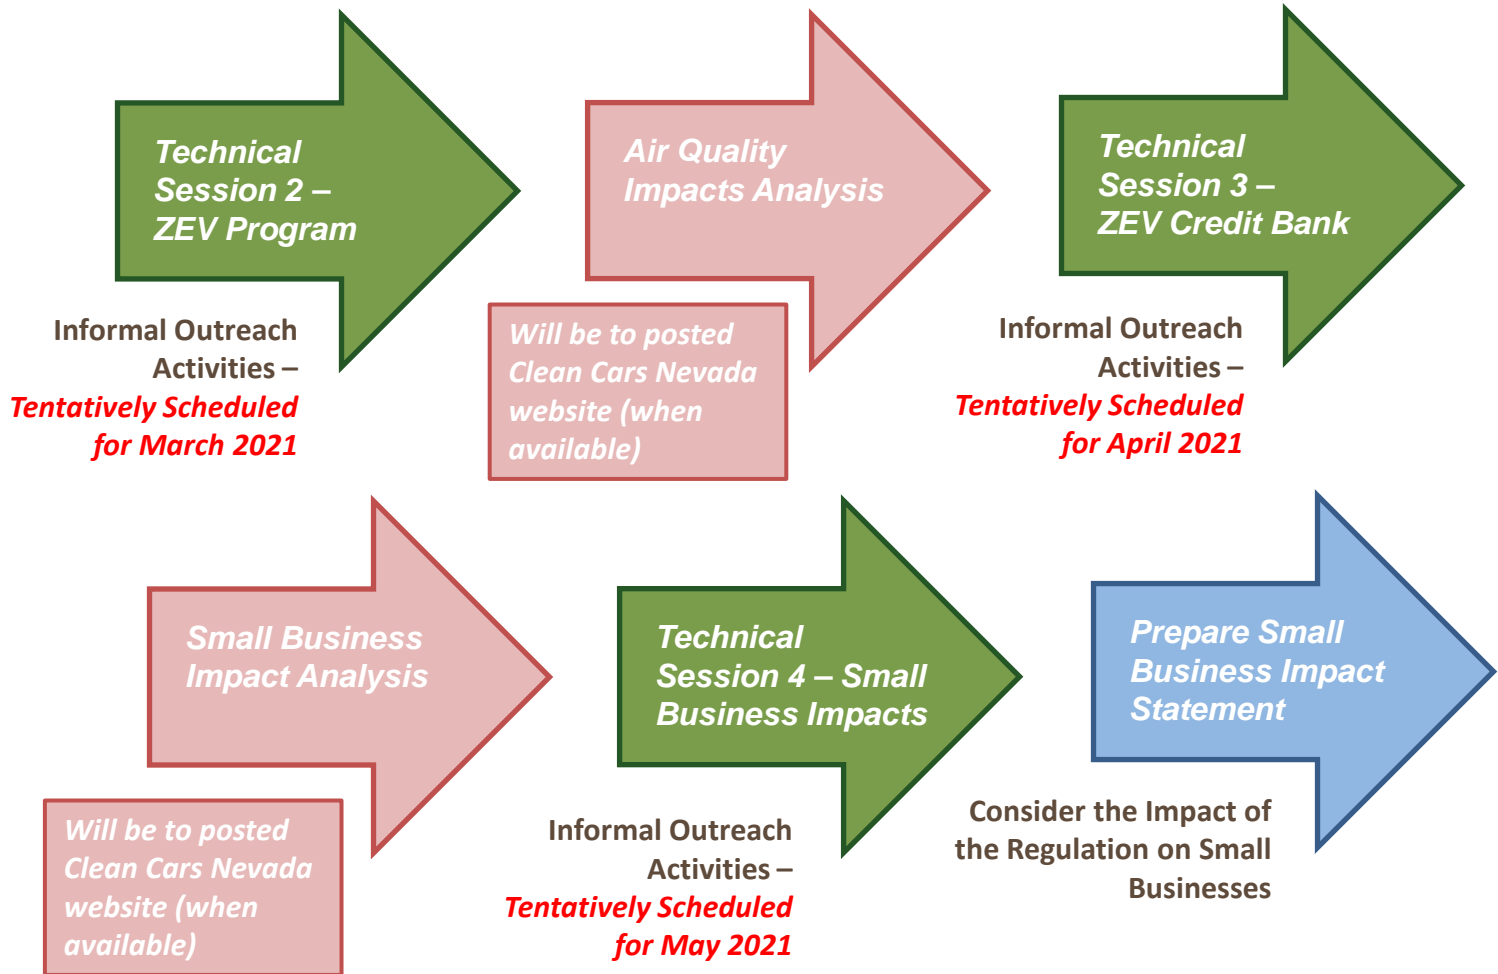 Technical
Session 2 –
ZEV Program
Informal Outreach
Activities –
Tentatively Scheduled
for March 2021
Air Quality
Impacts Analysis
Will be to posted
Clean Cars Nevada
website (when
available)
Technical
Session 3 –
ZEV Credit Bank
Informal Outreach
Activities –
Tentatively Scheduled
for April 2021
Small Business
Impact Analysis
Will be to posted
Clean Cars Nevada
website (when
available)
Technical
Session 4 – Small
Business Impacts
Informal Outreach
Activities –
Tentatively Scheduled
for May 2021
Prepare Small
Business Impact
Statement
Consider the Impact of
the Regulation on Small
Businesses